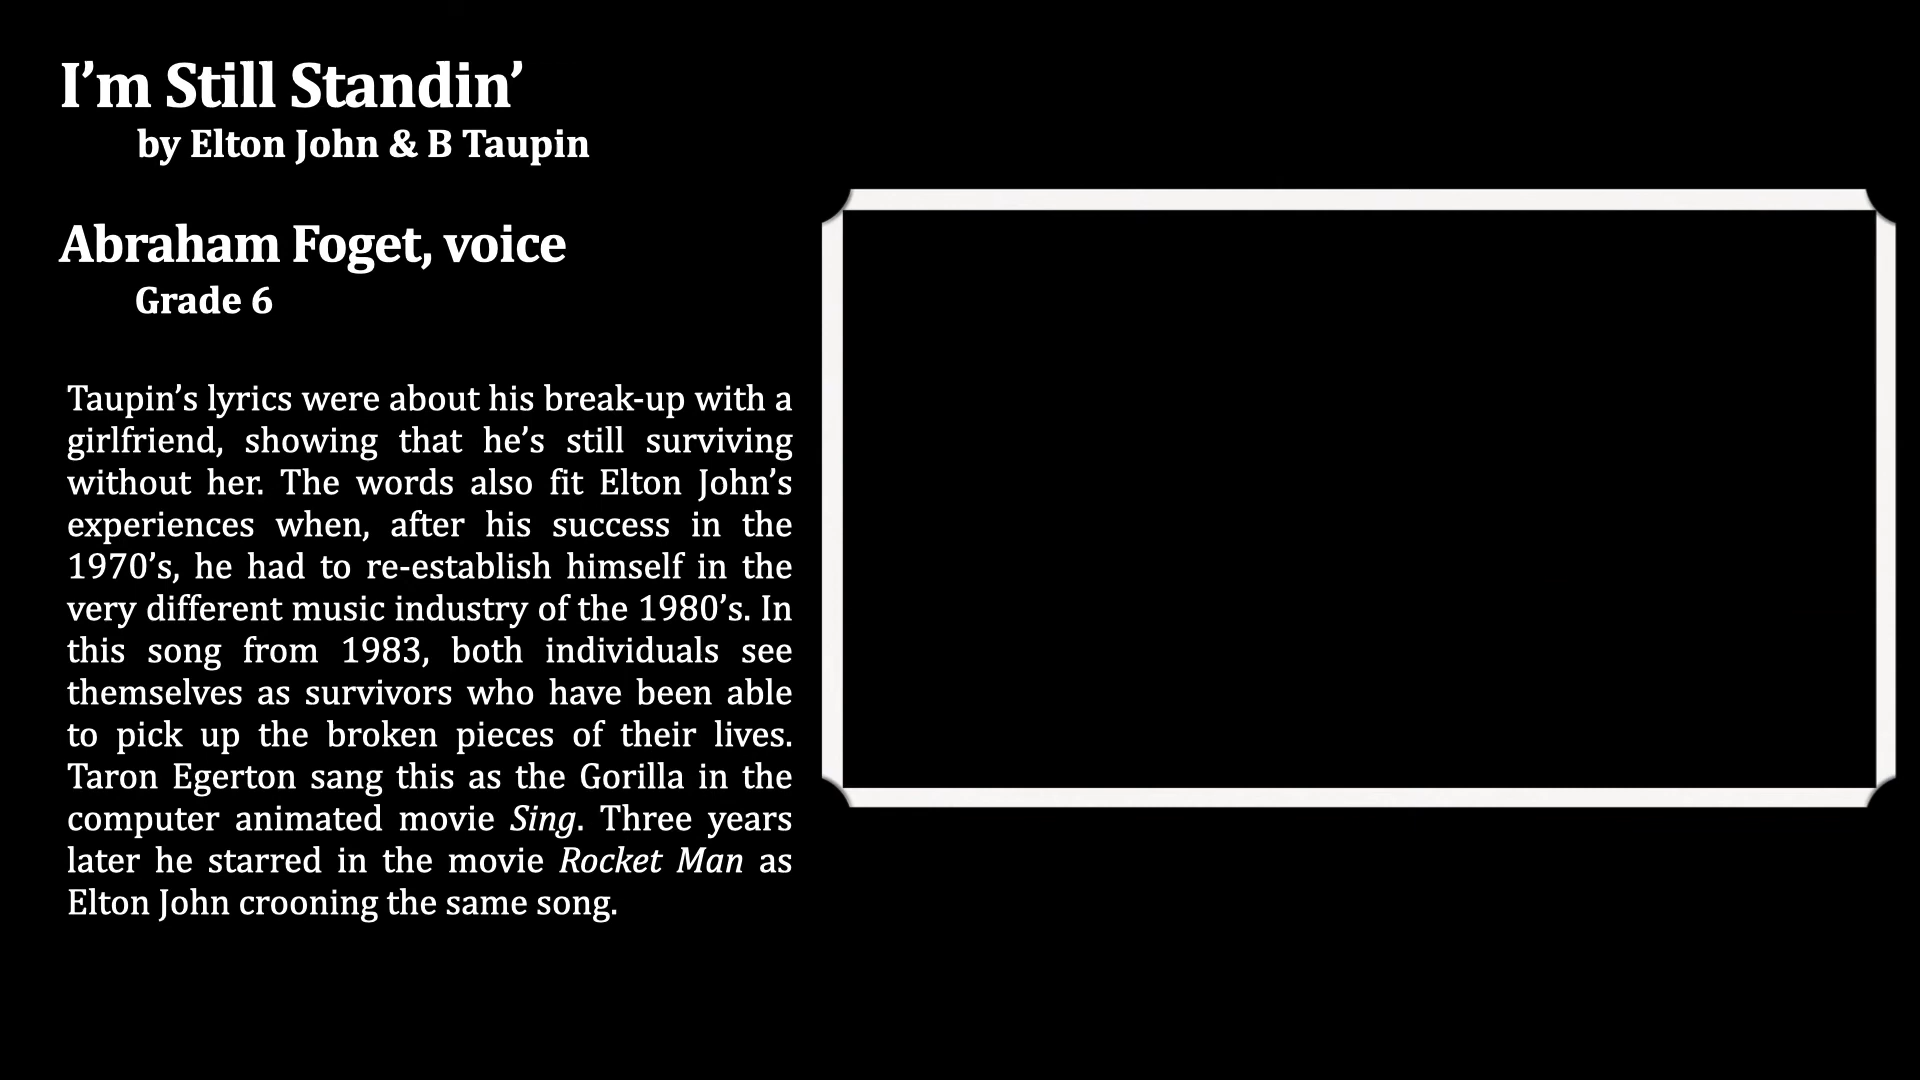 I’m Still Standin’
by Elton John & B Taupin
Abraham Foget, voice
Grade 6
Taupin’s lyrics were about his break-up with a
girlfriend, showing that he’s still surviving
without her. The words also fit Elton John’s
experiences when, after his success in the
1970’s, he had to re-establish himself in the
very different music industry of the 1980’s. In
this song from 1983, both individuals see
themselves as survivors who have been able
to pick up the broken pieces of their lives.
Taron Egerton sang this as the Gorilla in the
computer animated movie Sing. Three years
later he starred in the movie Rocket Man as
Elton John crooning the same song.